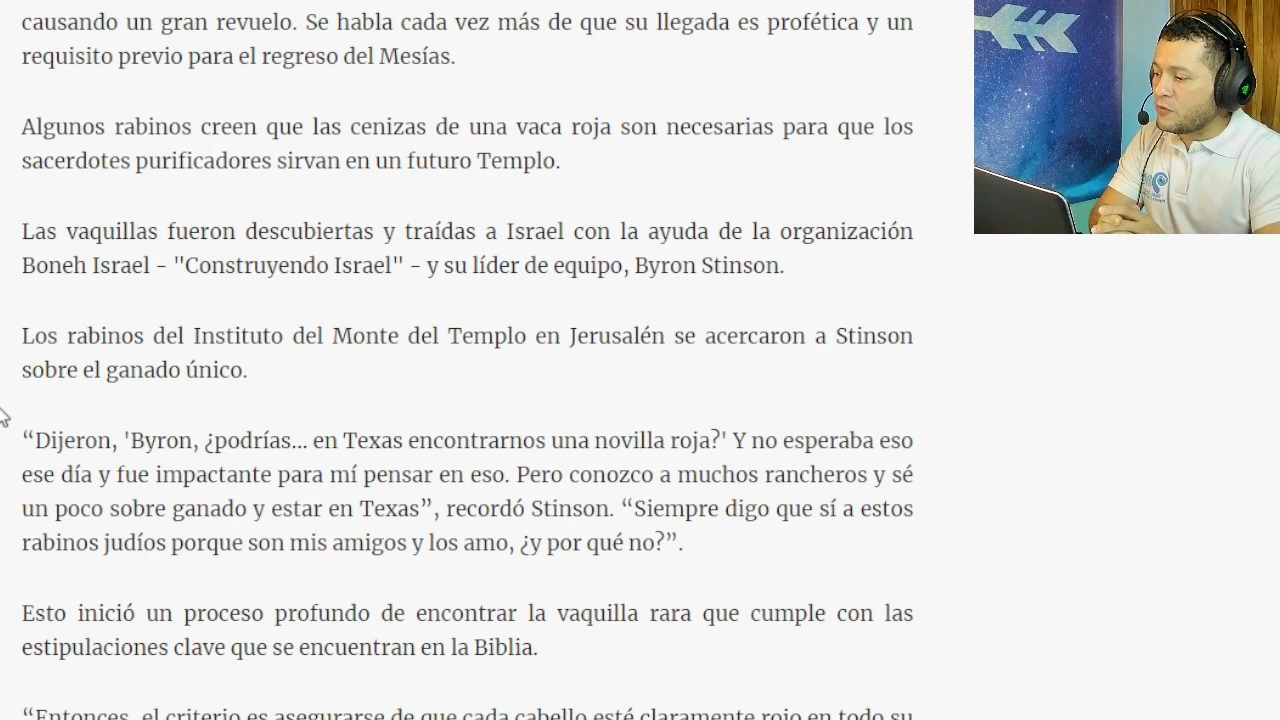 causando un gran revuelo. Se habla cada vez más de que su llegada es profética y un
requisito previo para el regreso del Mesías.
Algunos rabinos creen que las cenizas de una vaca roja son necesarias para que los
sacerdotes purificadores sirvan en un futuro Templo.
Las vaquillas fueron descubiertas y traídas a Israel con la ayuda de la organización
Boneh Israel - "Construyendo Israel" - y su líder de equipo, Byron Stinson.
Los rabinos del Instituto del Monte del Templo en Jerusalén se acercaron a Stinson
sobre el ganado único.
“Dijeron, 'Byron, ¿podrías... en Texas encontrarnos una novilla roja?' Y no esperaba eso
ese día y fue impactante para mí pensar en eso. Pero conozco a muchos rancheros y sé
un poco sobre ganado y estar en Texas”, recordó Stinson. “Siempre digo que sí a estos
rabinos judíos porque son mis amigos y los amo, ¿y por qué no?”.
Esto inició un proceso profundo de encontrar la vaquilla rara que cumple con las
estipulaciones clave que se encuentran en la Biblia.
“Entonces, el criterio es asegurarse de que cada cabello esté claramente rojo en todo su